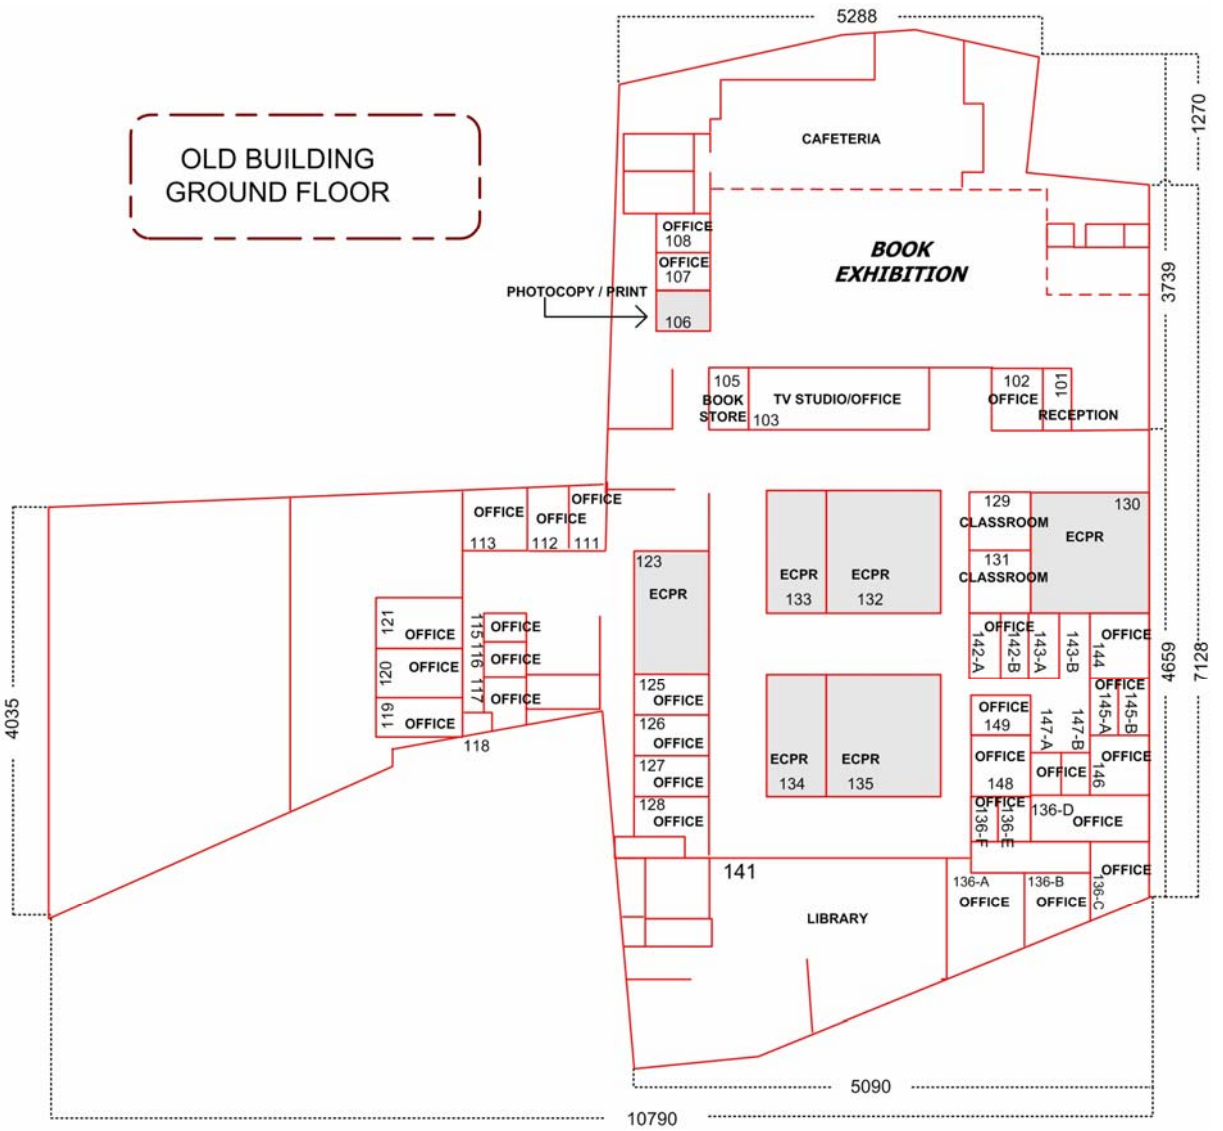 5288
1270
OLD BUILDING
GROUND FLOOR
CAFETERIA
OFFICE
108
OFFICE
107
BOOK
EXHIBITION
3739
PHOTOCOPY / PRINT
106
105
BOOK
STORE
TV STUDIO/OFFICE
103
102
OFFICE
101
RECEPTION
OFFICE
113
OFFICE
112
OFFICE
111
129
CLASSROOM
131
CLASSROOM
130
ECPR
123
ECPR
ECPR
133
ECPR
132
121
OFFICE
120
OFFICE
119
OFFICE
115
OFFICE
116
OFFICE
117
OFFICE
118
OFFICE
142-A
142-B
143-A
143-B
144
OFFICE
4669
7128
4035
125
OFFICE
126
OFFICE
127
OFFICE
128
OFFICE
ECPR
134
ECPR
135
OFFICE
149
OFFICE
148
147-A
147-B
OFFICE
OFFICE
145-A
145-B
146
OFFICE
OFFICE
136-F
136-E
136-D
OFFICE
141
LIBRARY
136-A
OFFICE
136-B
OFFICE
136-C
OFFICE
5090
10790